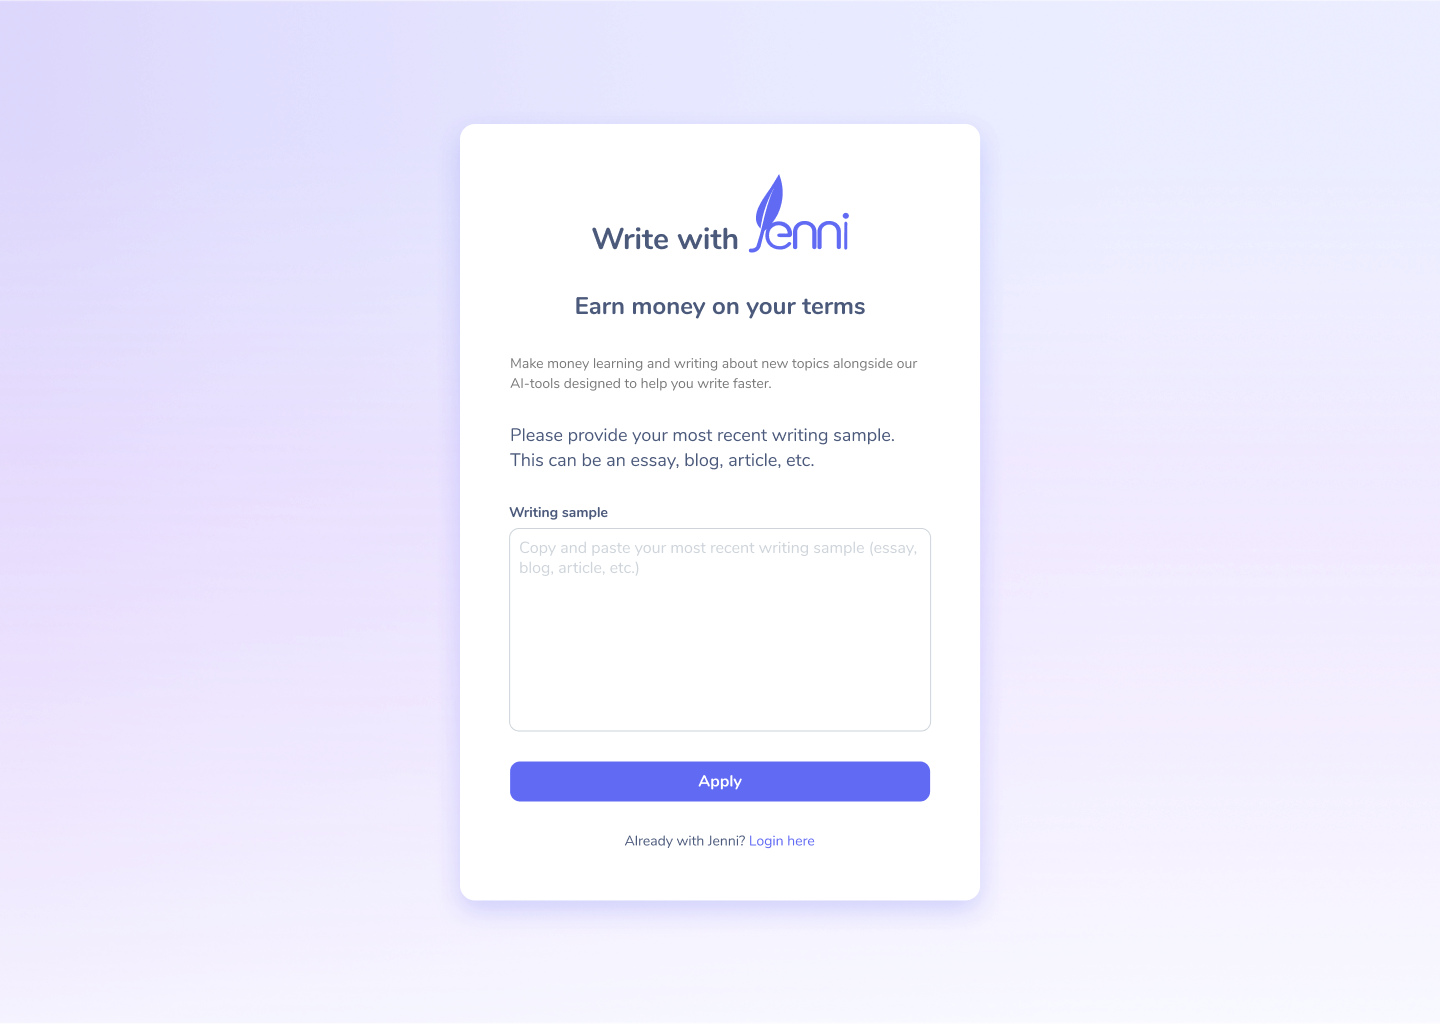 Write with Jenni
Earn money on your terms
Make money learning and writing about new topics alongside our
AI-tools designed to help you write faster.
Please provide your most recent writing sample.
This can be an essay, blog, article, etc.
Writing sample
Copy and paste your most recent writing sample (essay,
blog, article, etc.)
Apply
Already with Jenni? Login here